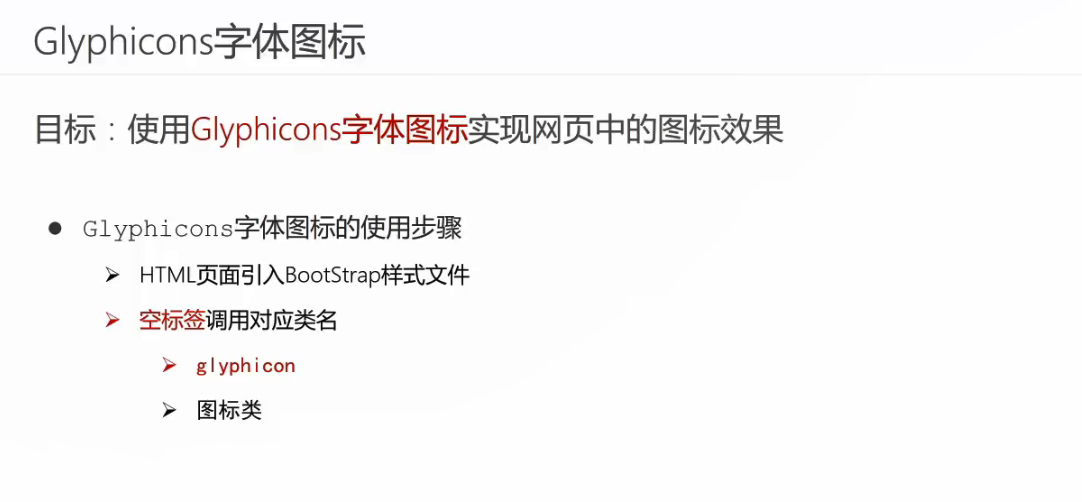 Glyphicons字体图标
目标：使用Glyphicons字体图标实现网页中的图标效果
Glyphicons字体图标的使用步骤
HTML页面引入BootStrap样式文件
空标签调用对应类名
glyphicon
图标类